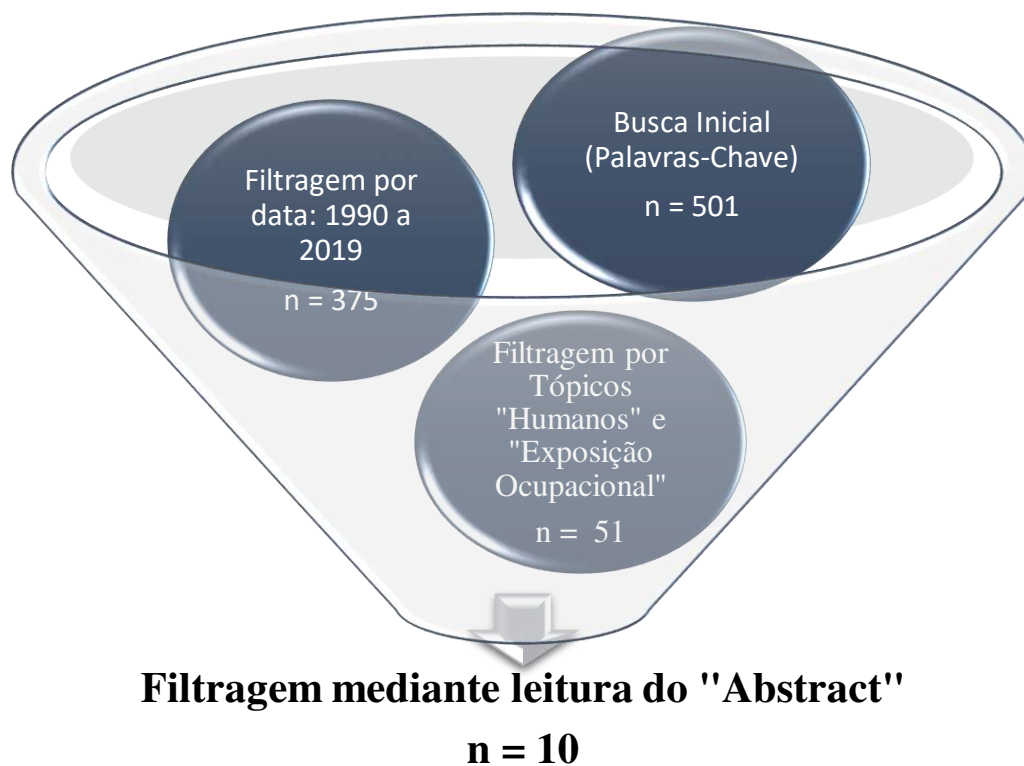 Busca Inicial
(Palavras-Chave)
n = 501
Filtragem por
data: 1990 a
2019
n = 375
Filtragem por
Tópicos
"Humanos" e
"Exposição
Ocupacional"
n =  51
Filtragem mediante leitura do "Abstract"
n = 10